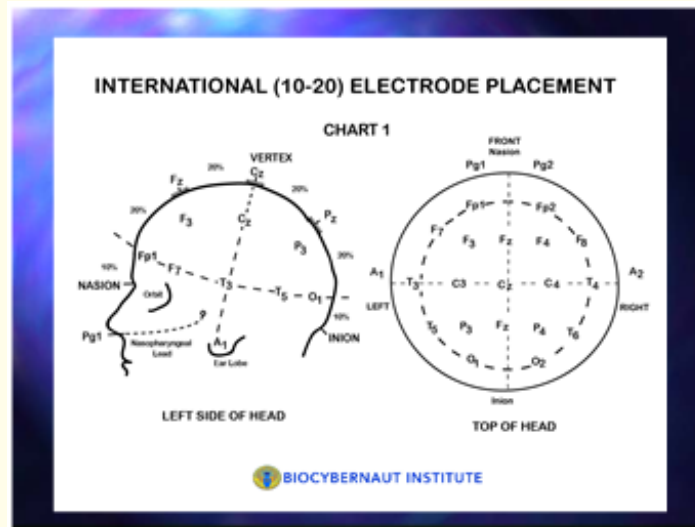 INTERNATIONAL (10-20) ELECTRODE PLACEMENT
CHART 1
20%
VERTEX
Cz
20%
Fz
20%
F3
Cz
Pz
P3
20%
Fp1
F7
10%
NASION
Orbit
T3
T5
O1
10%
INION
Pg1
Nasopharyngeal
Lead
A1
Ear Lobe
LEFT SIDE OF HEAD
FRONT
Nasion
Pg1 Pg2
Fp1 Fp2
F7 F3 Fz F4 F8
A1 T3 C3 Cz C4 T4 A2
LEFT RIGHT
T5 P3 Fz P4 T6
O1 O2
Inion
TOP OF HEAD
BIOCYBERNAUT INSTITUTE